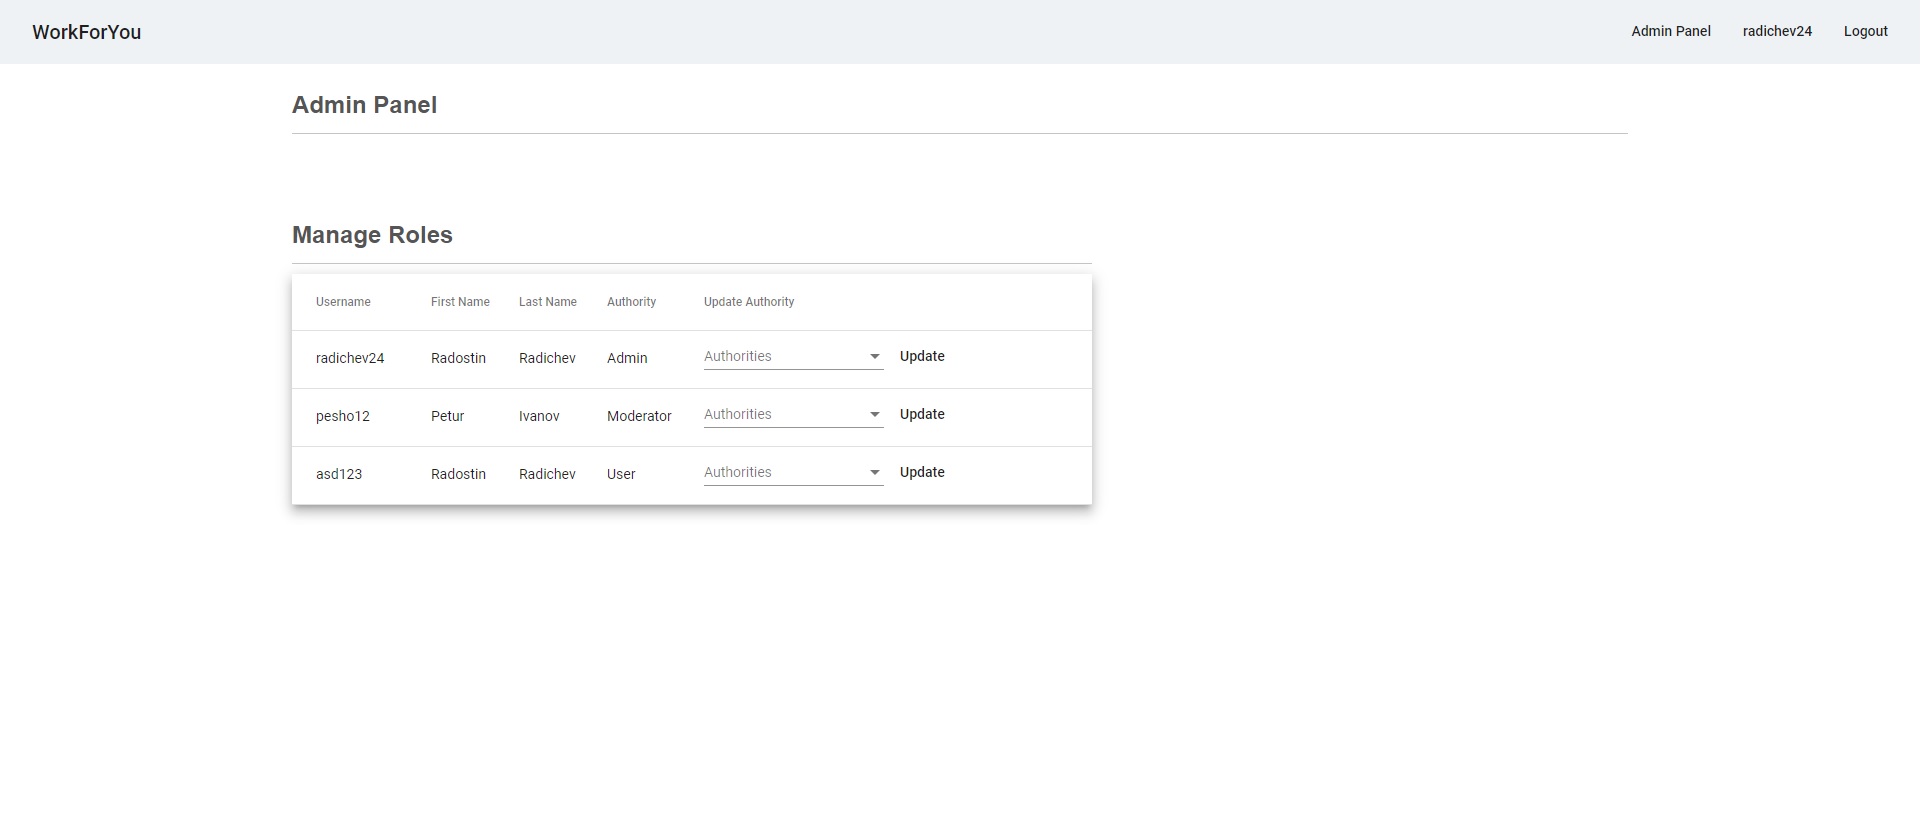 WorkForYou Admin Panel radichev24 Logout
Admin Panel
Manage Roles
Username First Name Last Name Authority Update Authority
radichev24 Radostin Radichev Admin Authorities Update
pesho12 Petur Ivanov Moderator Authorities Update
asd123 Radostin Radichev User Authorities Update